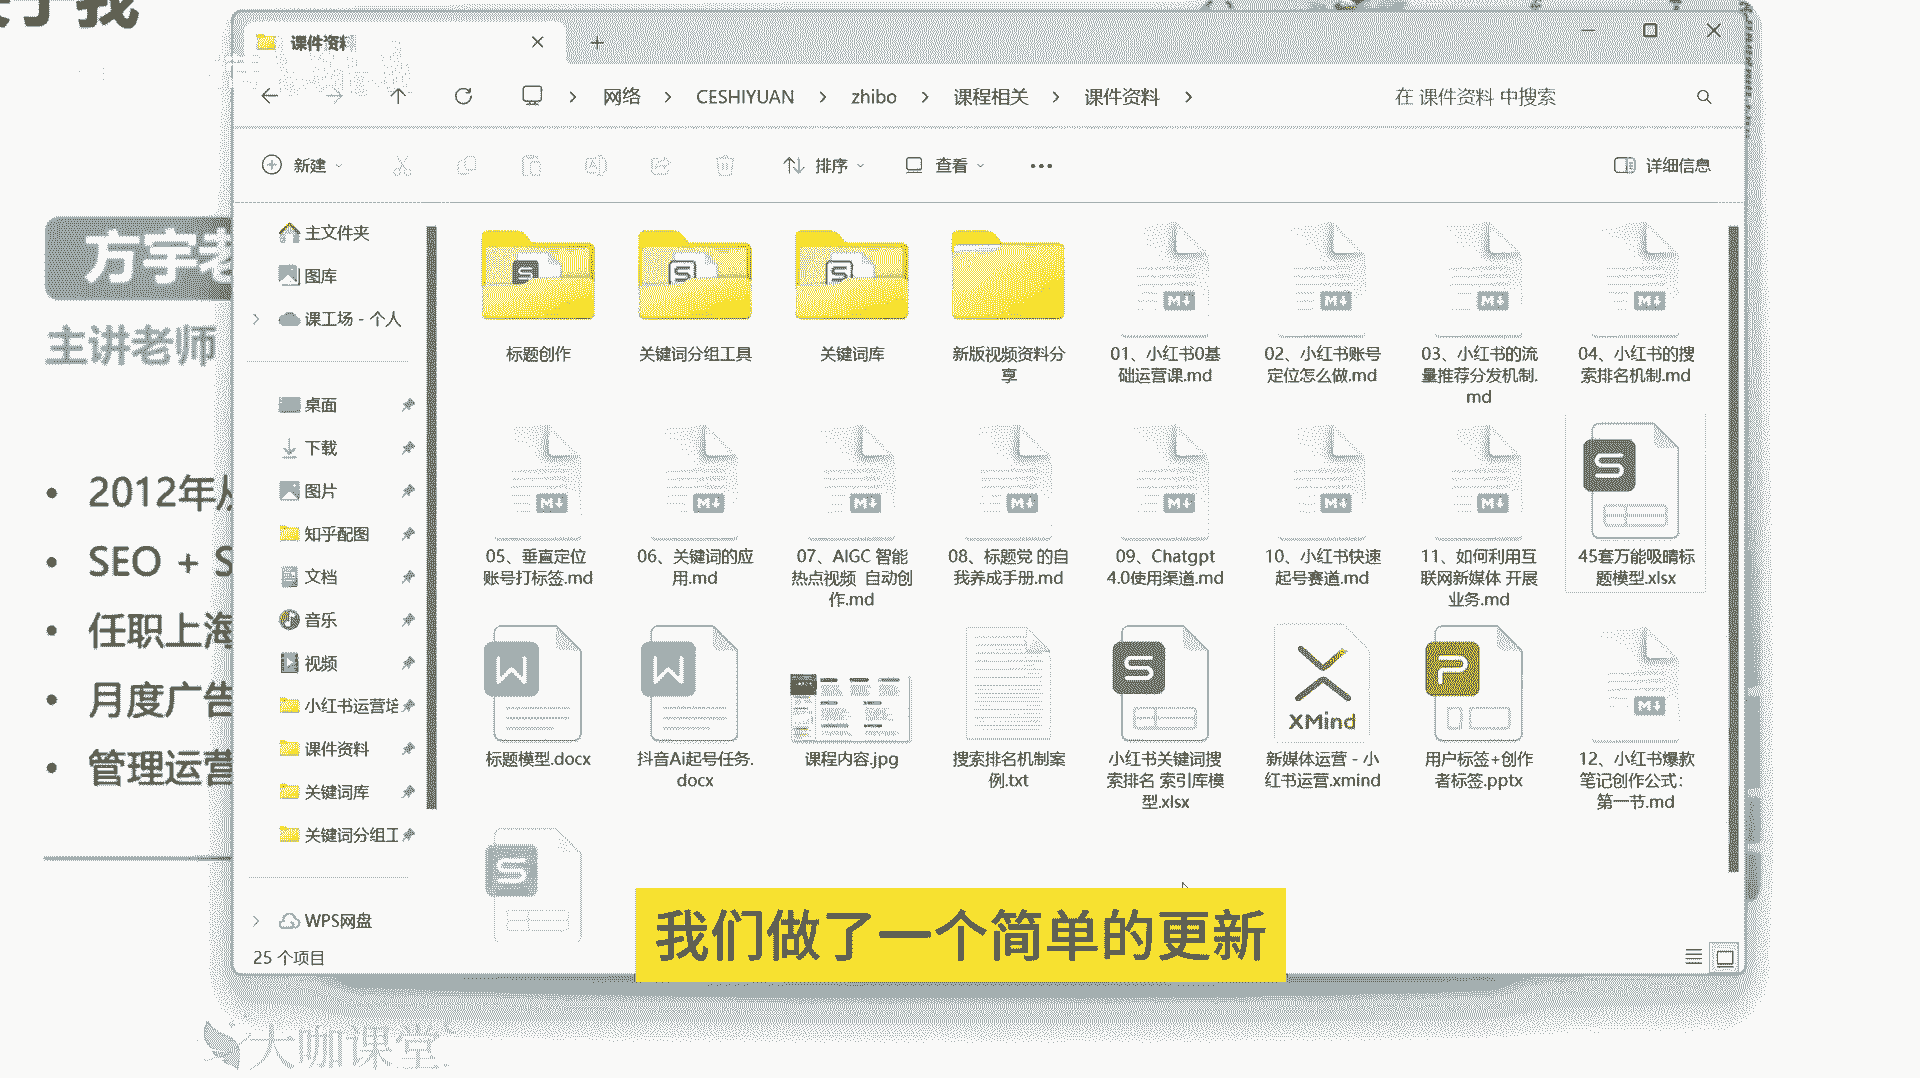 课件资料
网络
CESHIYUAN
zhibo
课程相关
课件资料
在 课件资料 中搜索
新建
排序
查看
详细信息
主文件夹
图库
课工场 - 个人
桌面
下载
图片
知乎配图
文档
音乐
视频
小红书运营培
课件资料
关键词库
关键词分组工
WPS网盘
25 个项目
标题创作
关键词分组工具
关键词库
新版视频资料分
享
01、小红书0基
础运营课.md
02、小红书账号
定位怎么做.md
03、小红书的流
量推荐分发机制.
md
04、小红书的搜
索排名机制.md
05、垂直定位
账号打标签.md
06、关键词的应
用.md
07、AIGC 智能
热点视频 自动创
作.md
08、标题党 的自
我养成手册.md
09、Chatgpt
4.0使用渠道.md
10、小红书快速
起号赛道.md
11、如何利用互
联网新媒体 开展
业务.md
45套万能吸睛标
题模型.xlsx
标题模型.docx
抖音Ai起号任务.
docx
课程内容.jpg
搜索排名机制案
例.txt
小红书关键词搜
索排名 索引库模
型.xlsx
XMind
新媒体运营 - 小
红书运营.xmind
用户标签+创作
者标签.pptx
12、小红书爆款
笔记创作公式：
第一节.md
方宇老
主讲老师
• 2012年从
• SEO + S
• 任职上海
• 月度广告
• 管理运营
我们做了一个简单的更新
大咖课堂